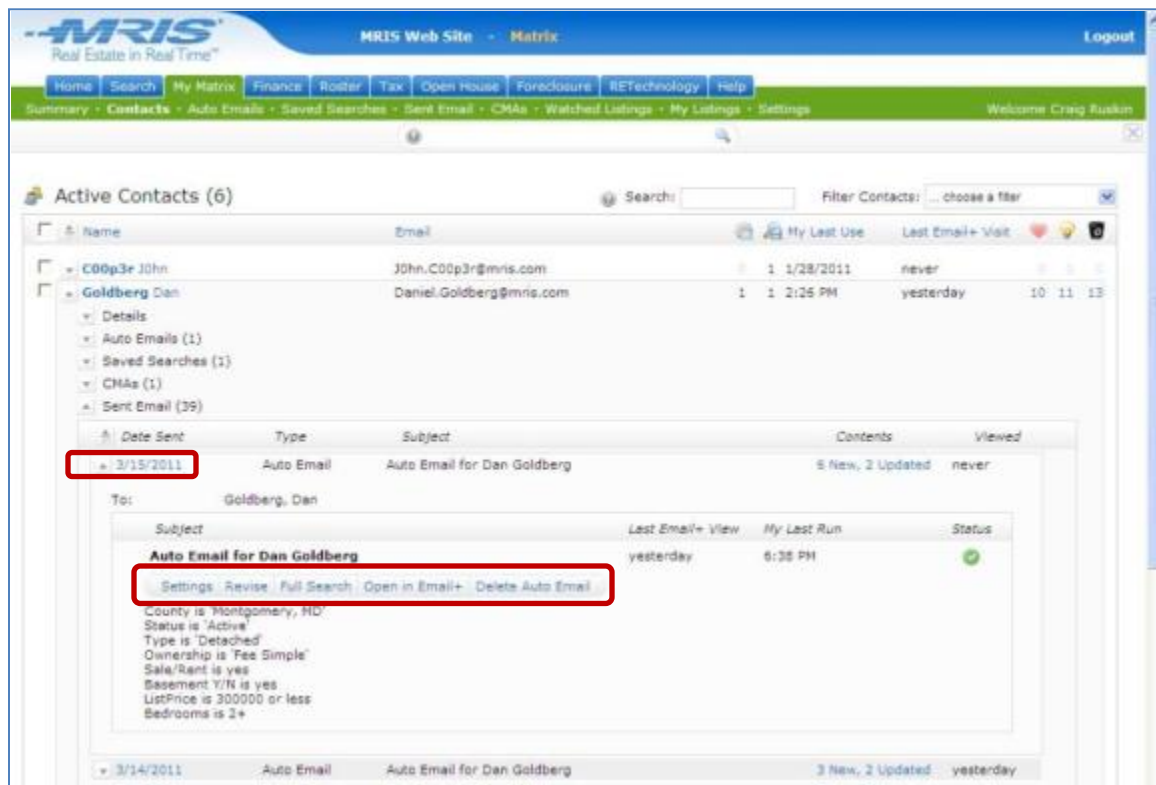 MRIS
Real Estate in Real Time™
MRIS Web Site - Matrix
Logout
Home Search My Matrix Finance Roster Tax Open House Foreclosure RETechnology Help
Summary · Contacts · Auto Emails · Saved Searches · Sent Email · CMAs · Watched Listings · My Listings · Settings Welcome Craig Ruskin
Active Contacts (6) Search: Filter Contacts: ... choose a filter
Name Email My Last Use Last Email+ Visit
C00p3r J0hn J0hn.C00p3r@mris.com 1 1/28/2011 never
Goldberg Dan Daniel.Goldberg@mris.com 1 1 2:26 PM yesterday 10 11 13
Details
Auto Emails (1)
Saved Searches (1)
CMAs (1)
Sent Email (39)
Date Sent Type Subject Contents Viewed
3/15/2011 Auto Email Auto Email for Dan Goldberg 6 New, 2 Updated never
To: Goldberg, Dan
Subject Last Email+ View My Last Run Status
Auto Email for Dan Goldberg yesterday 6:38 PM
Settings Revise Full Search Open in Email+ Delete Auto Email
County is 'Montgomery, MD'
Status is 'Active'
Type is 'Detached'
Ownership is 'Fee Simple'
Sale/Rent is yes
Basement Y/N is yes
ListPrice is 300000 or less
Bedrooms is 2+
3/14/2011 Auto Email Auto Email for Dan Goldberg 3 New, 2 Updated yesterday